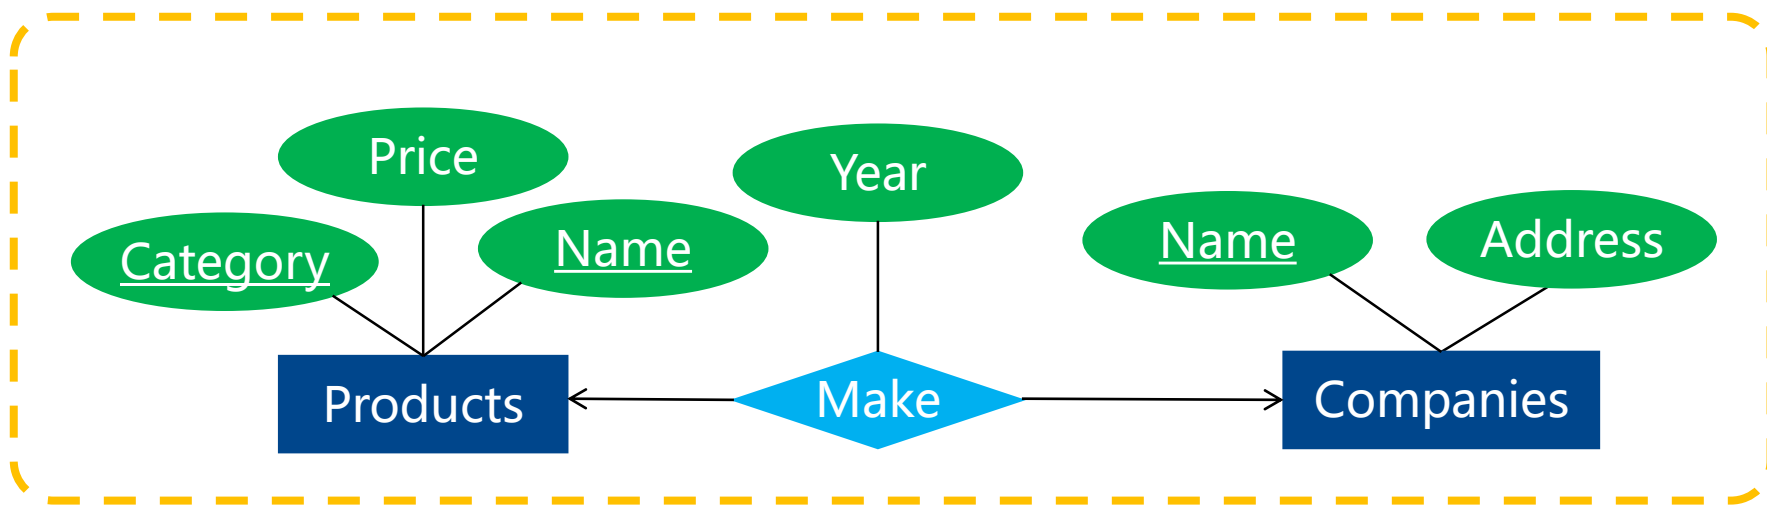 Price
Year
Category
Name
Name
Address
Products
Make
Companies